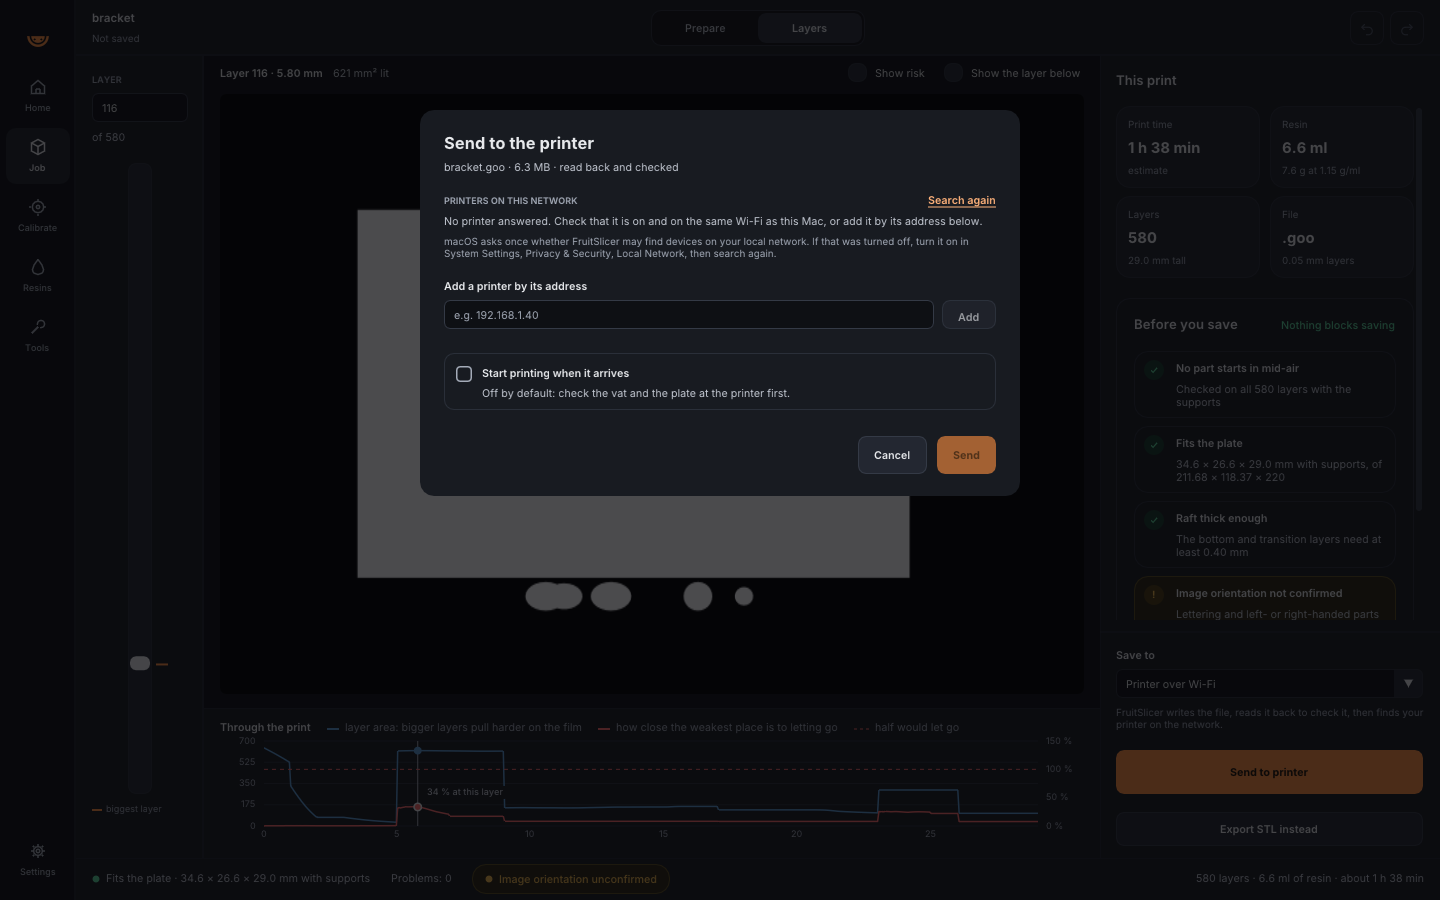 bracket
Not saved
Prepare
Layers
Home
Job
Calibrate
Resins
Tools
Settings
LAYER
116
of 580
biggest layer
Layer 116 · 5.80 mm 621 mm² lit
Show risk
Show the layer below
Send to the printer
bracket.goo · 6.3 MB · read back and checked
PRINTERS ON THIS NETWORK
Search again
No printer answered. Check that it is on and on the same Wi-Fi as this Mac, or add it by its address below.
macOS asks once whether FruitSlicer may find devices on your local network. If that was turned off, turn it on in
System Settings, Privacy & Security, Local Network, then search again.
Add a printer by its address
e.g. 192.168.1.40
Add
Start printing when it arrives
Off by default: check the vat and the plate at the printer first.
Cancel
Send
Through the print
layer area: bigger layers pull harder on the film
how close the weakest place is to letting go
half would let go
700
525
350
175
0
150 %
100 %
50 %
0 %
34 % at this layer
0
5
10
15
20
25
This print
Print time
1 h 38 min
estimate
Resin
6.6 ml
7.6 g at 1.15 g/ml
Layers
580
29.0 mm tall
File
.goo
0.05 mm layers
Before you save
Nothing blocks saving
No part starts in mid-air
Checked on all 580 layers with the
supports
Fits the plate
34.6 × 26.6 × 29.0 mm with supports, of
211.68 × 118.37 × 220
Raft thick enough
The bottom and transition layers need at
least 0.40 mm
Image orientation not confirmed
Lettering and left- or right-handed parts
Save to
Printer over Wi-Fi
FruitSlicer writes the file, reads it back to check it, then finds your
printer on the network.
Send to printer
Export STL instead
Fits the plate · 34.6 × 26.6 × 29.0 mm with supports
Problems: 0
Image orientation unconfirmed
580 layers · 6.6 ml of resin · about 1 h 38 min